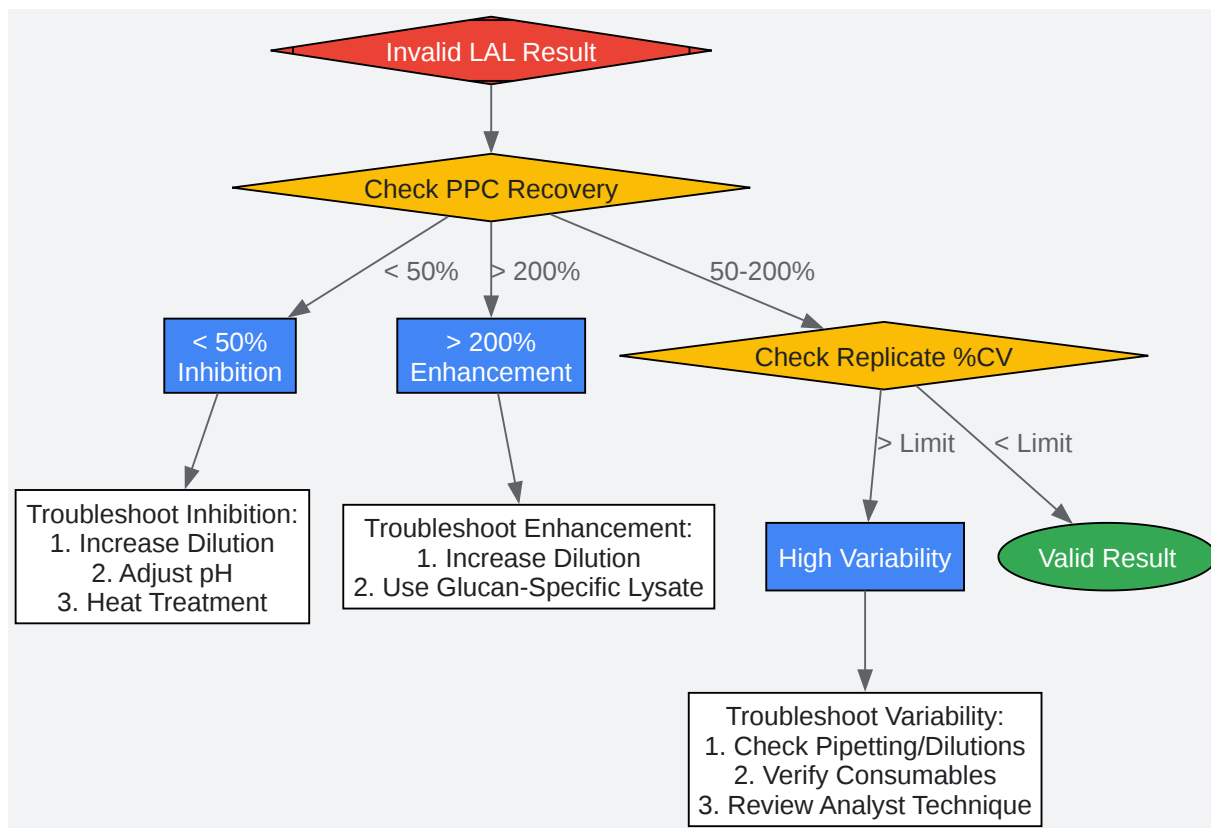 Invalid LAL Result
Check PPC Recovery
< 50%
> 200%
50-200%
< 50%
Inhibition
> 200%
Enhancement
Check Replicate %CV
> Limit
< Limit
Troubleshoot Inhibition:
1. Increase Dilution
2. Adjust pH
3. Heat Treatment
Troubleshoot Enhancement:
1. Increase Dilution
2. Use Glucan-Specific Lysate
High Variability
Valid Result
Troubleshoot Variability:
1. Check Pipetting/Dilutions
2. Verify Consumables
3. Review Analyst Technique